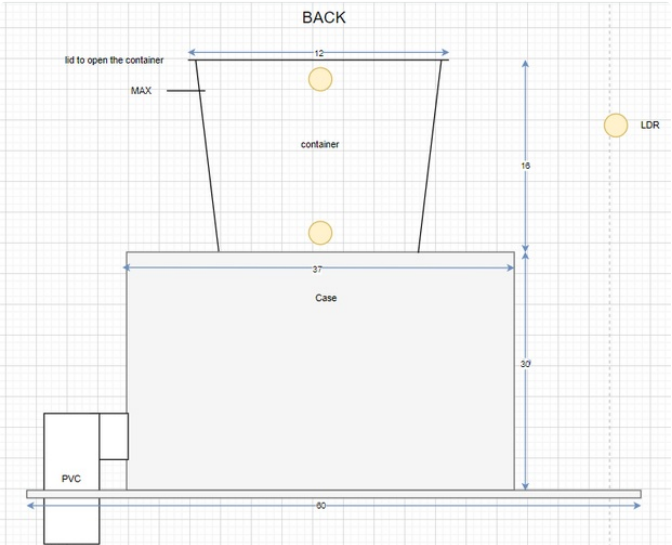 BACK
12
lid to open the container
MAX
LDR
container
16
37
Case
30
PVC
60